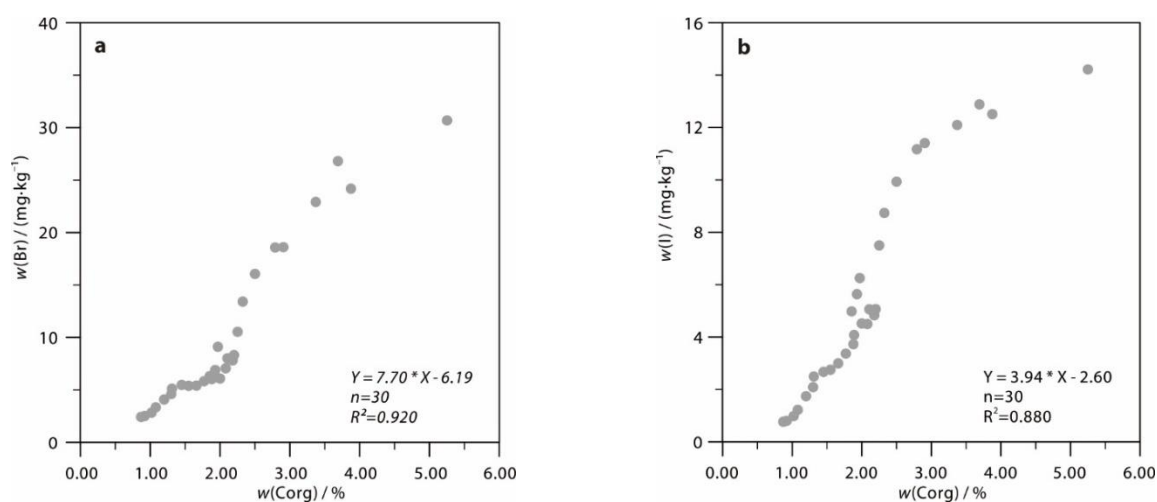 a
40
30
20
10
0
w(Br) / (mg·kg⁻¹)
Y = 7.70 * X - 6.19
n=30
R²=0.920
0.00 1.00 2.00 3.00 4.00 5.00 6.00
w(Corg) / %
b
16
12
8
4
0
w(I) / (mg·kg⁻¹)
Y = 3.94 * X - 2.60
n=30
R²=0.880
0.00 1.00 2.00 3.00 4.00 5.00 6.00
w(Corg) / %